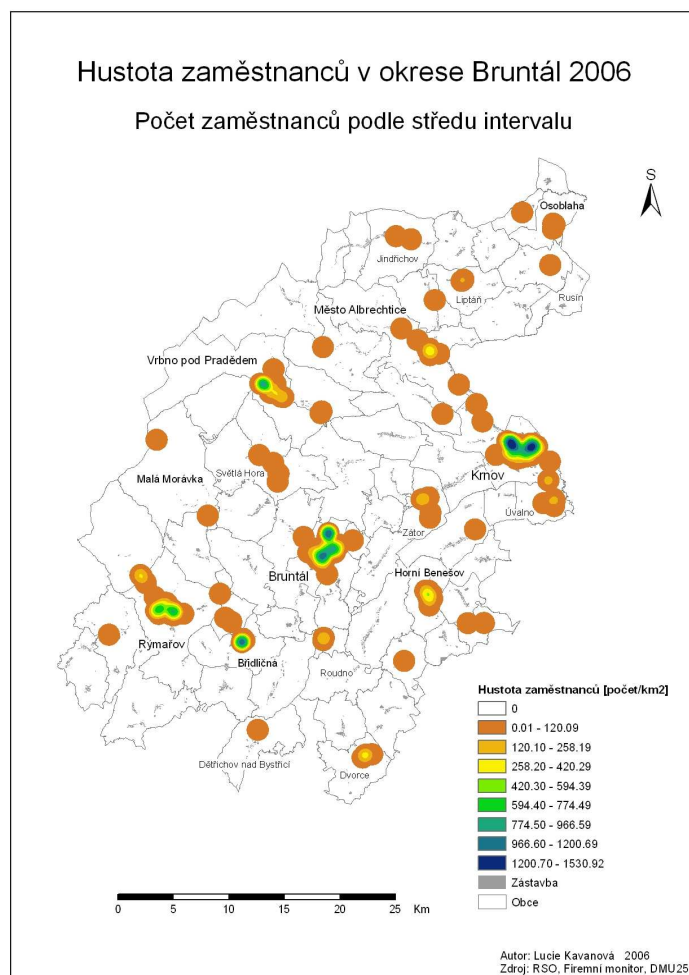 Hustota zaměstnanců v okrese Bruntál 2006
Počet zaměstnanců podle středu intervalu
S
Osoblaha
Jindřichov
Liptáň
Rusín
Město Albrechtice
Vrbno pod Pradědem
Světlá Hora
Malá Morávka
Krnov
Úvalno
Zátor
Bruntál
Horní Benešov
Rýmařov
Břidličná
Roudno
Dětřichov nad Bystřicí
Dvorce
Hustota zaměstnanců [počet/km2]
0
0.01 - 120.09
120.10 - 258.19
258.20 - 420.29
420.30 - 594.39
594.40 - 774.49
774.50 - 966.59
966.60 - 1200.69
1200.70 - 1530.92
Zástavba
Obce
0 5 10 15 20 25 Km
Autor: Lucie Kavanová 2006
Zdroj: RSO, Firemní monitor, DMU25